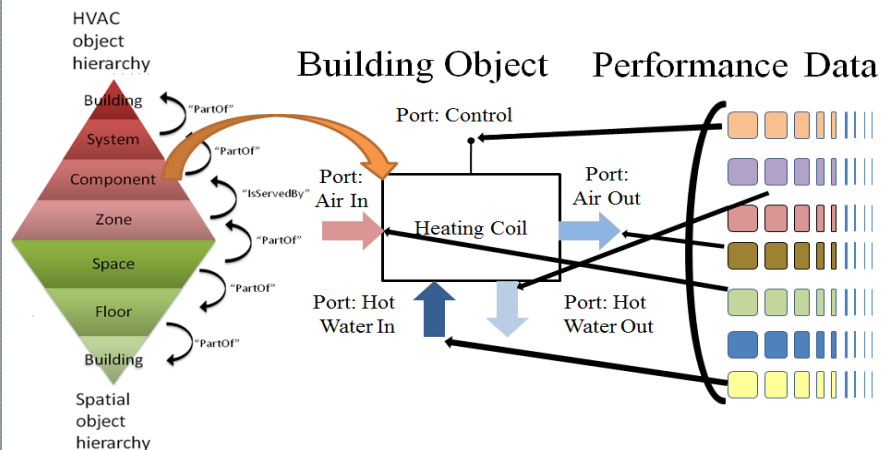 HVAC
object
hierarchy
Building
System
Component
Zone
Space
Floor
Building
"PartOf"
"PartOf"
"IsServedBy"
"PartOf"
"PartOf"
"PartOf"
Spatial
object
hierarchy
Building Object
Port: Control
Port:
Air In
Port:
Air Out
Heating Coil
Port: Hot
Water In
Port: Hot
Water Out
Performance Data